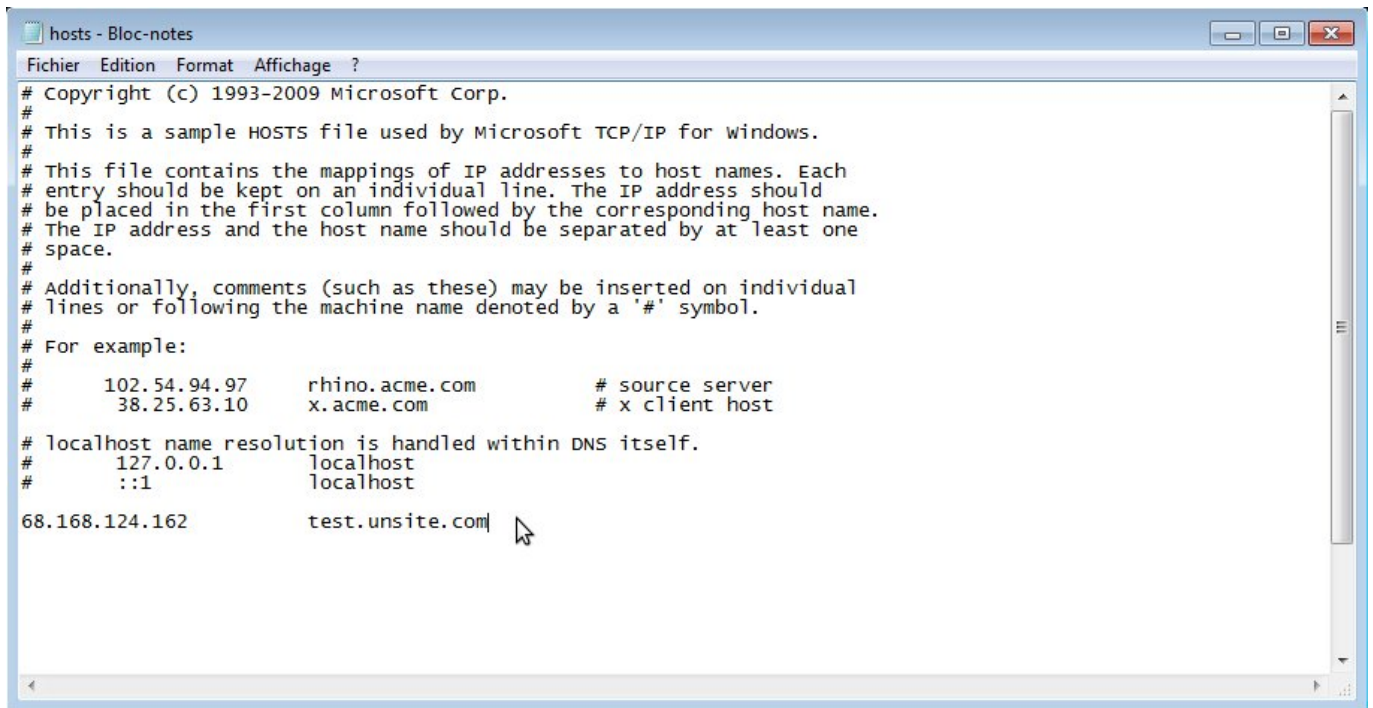 hosts - Bloc-notes
Fichier Edition Format Affichage ?
# Copyright (c) 1993-2009 Microsoft Corp.
#
# This is a sample HOSTS file used by Microsoft TCP/IP for Windows.
#
# This file contains the mappings of IP addresses to host names. Each
# entry should be kept on an individual line. The IP address should
# be placed in the first column followed by the corresponding host name.
# The IP address and the host name should be separated by at least one
# space.
#
# Additionally, comments (such as these) may be inserted on individual
# lines or following the machine name denoted by a '#' symbol.
#
# For example:
#
#      102.54.94.97     rhino.acme.com          # source server
#       38.25.63.10     x.acme.com              # x client host

# localhost name resolution is handled within DNS itself.
#       127.0.0.1       localhost
#       ::1             localhost

68.168.124.162          test.unsite.com